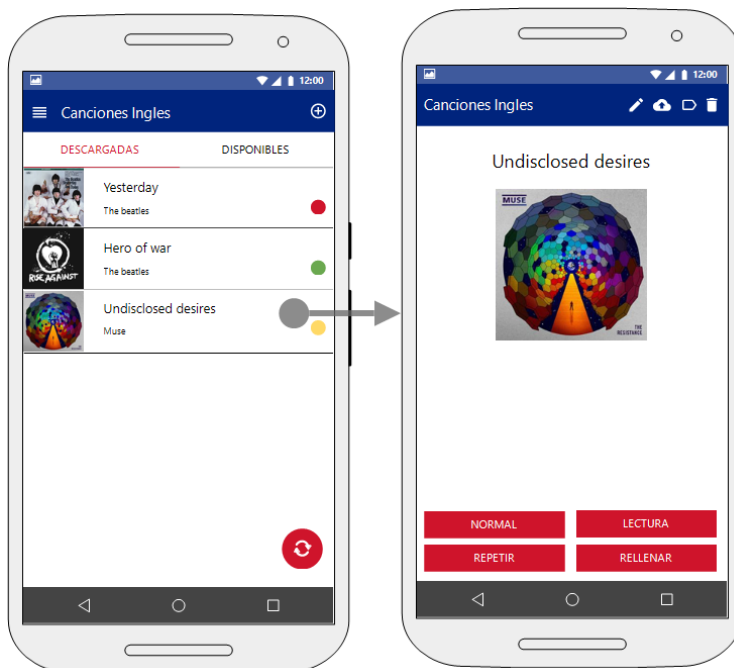 12:00
Canciones Ingles
DESCARGADAS
DISPONIBLES
Yesterday
The beatles
Hero of war
The beatles
RISE AGAINST
Undisclosed desires
Muse
12:00
Canciones Ingles
Undisclosed desires
MUSE
THE
RESISTANCE
NORMAL
LECTURA
REPETIR
RELLENAR